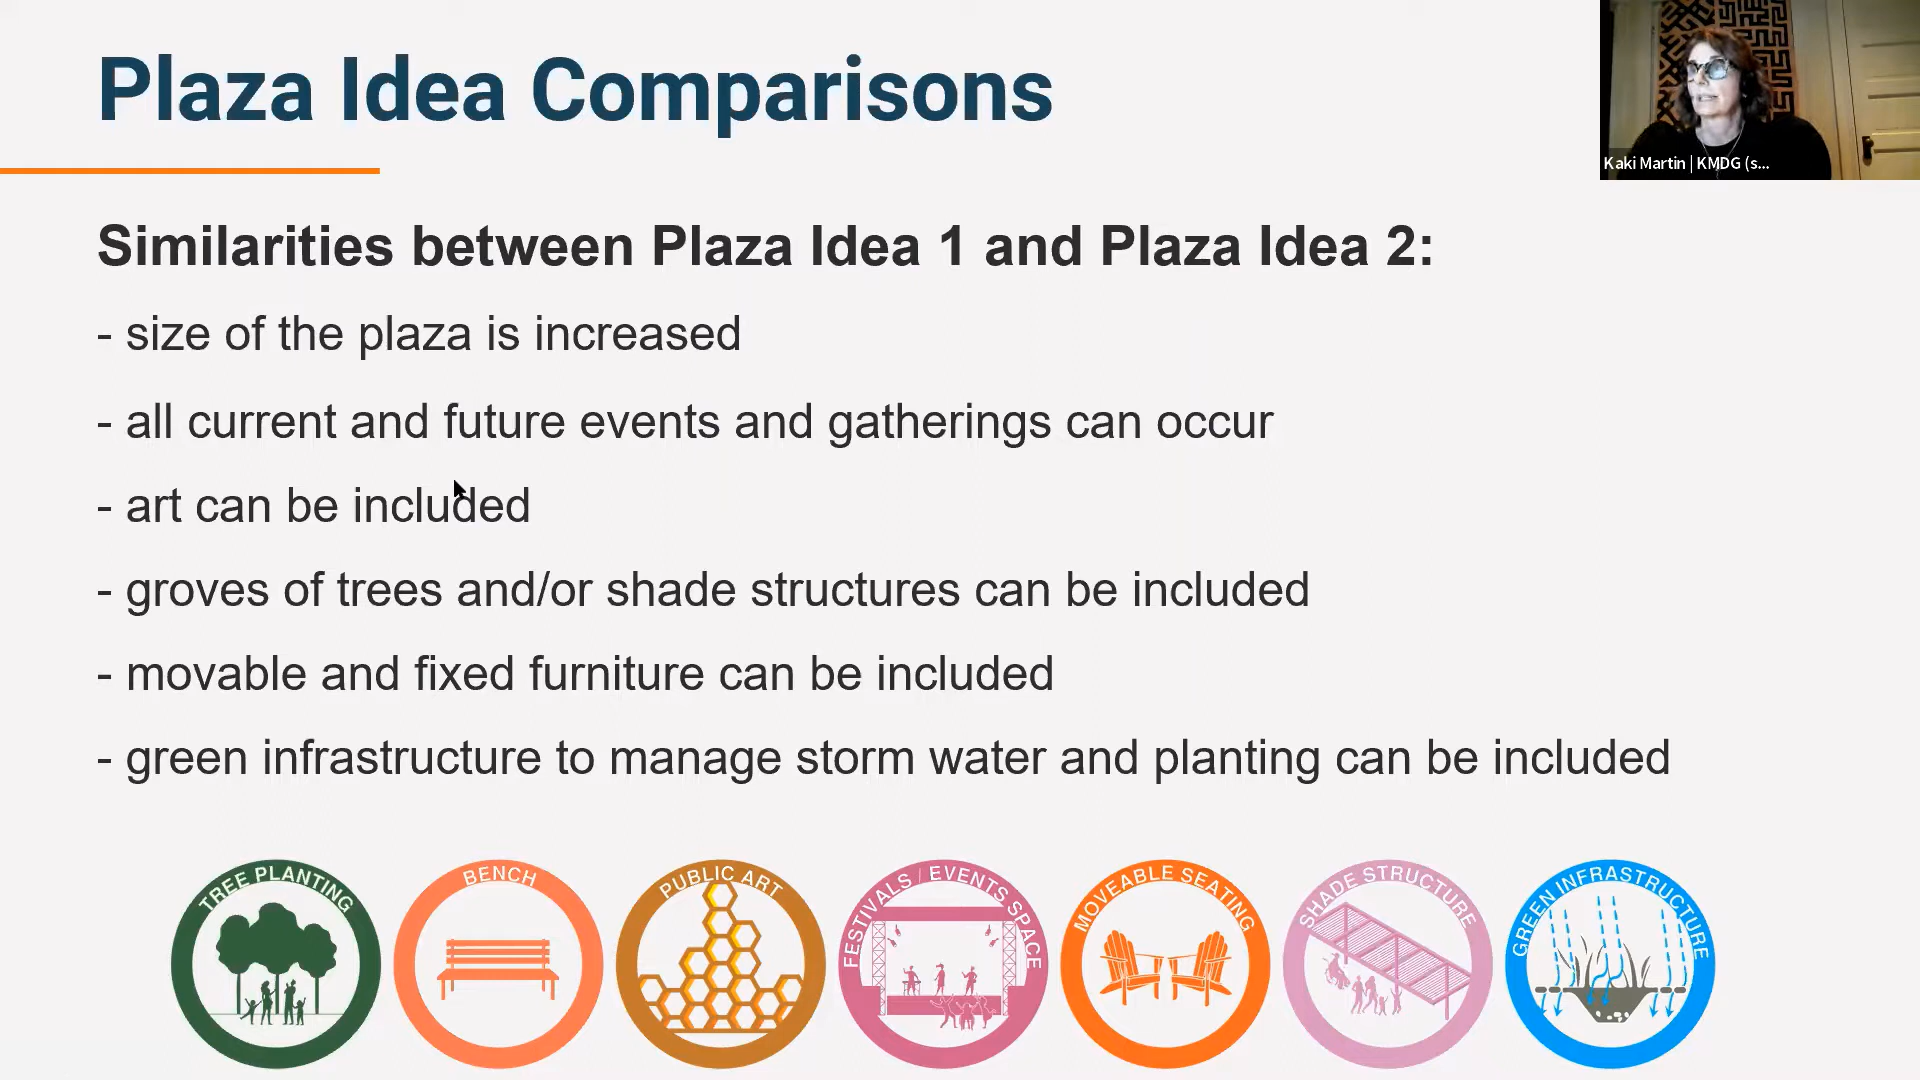 Plaza Idea Comparisons
Kaki Martin | KMDG (s...
Similarities between Plaza Idea 1 and Plaza Idea 2:
- size of the plaza is increased
- all current and future events and gatherings can occur
- art can be included
- groves of trees and/or shade structures can be included
- movable and fixed furniture can be included
- green infrastructure to manage storm water and planting can be included
TREE PLANTING
BENCH
PUBLIC ART
FESTIVALS / EVENTS SPACE
MOVEABLE SEATING
SHADE STRUCTURE
GREEN INFRASTRUCTURE